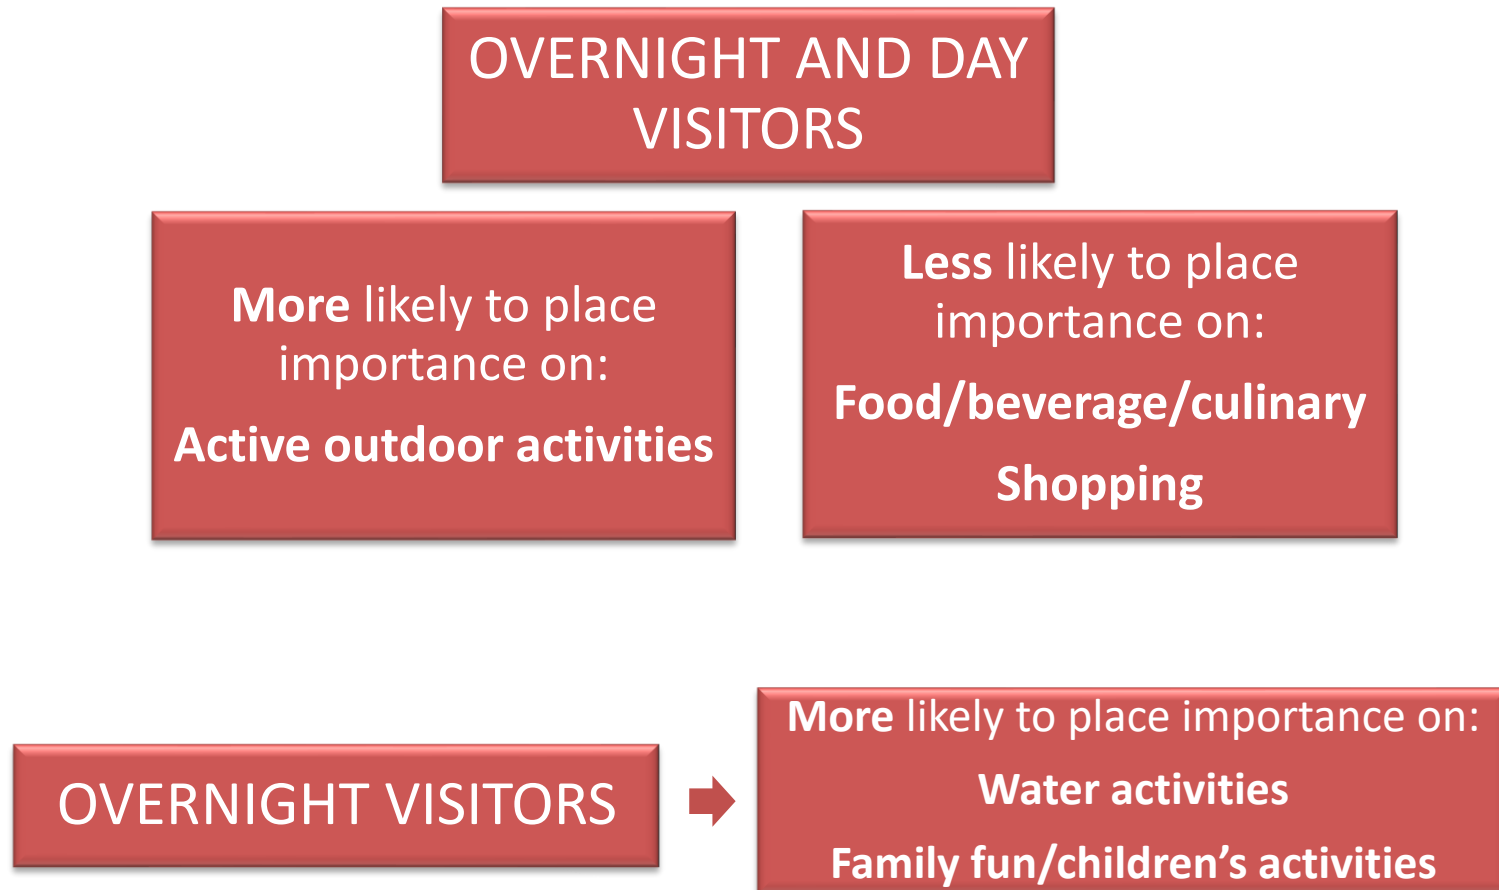 OVERNIGHT AND DAY
VISITORS
More likely to place
importance on:
Active outdoor activities
Less likely to place
importance on:
Food/beverage/culinary
Shopping
OVERNIGHT VISITORS
More likely to place importance on:
Water activities
Family fun/children’s activities